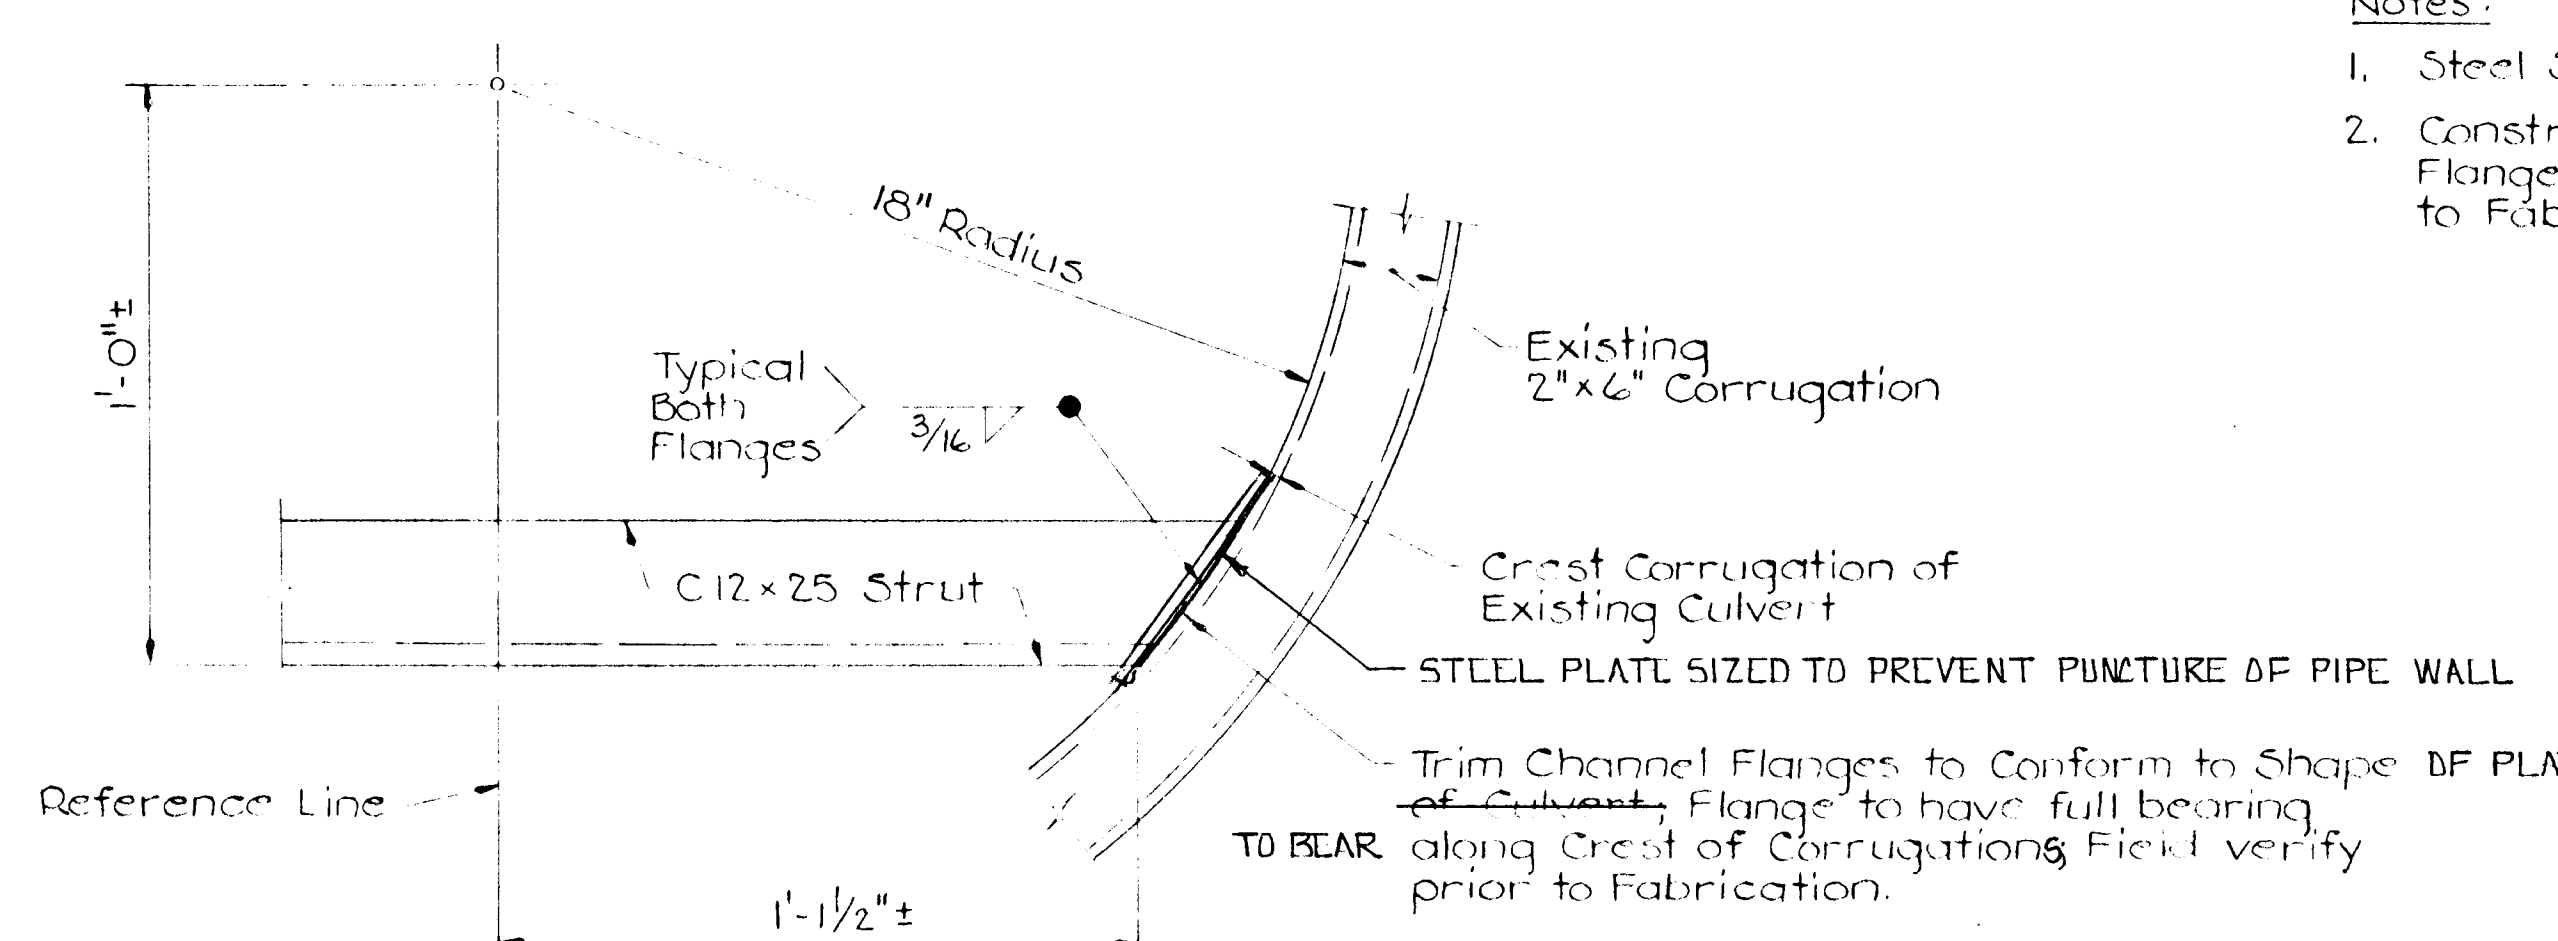 Notes:
1. Steel
2. Constr
Flange
to Fab
18" Radius
1'-0"±
Typical
Both
Flanges
3/16
Existing
2"x6" Corrugation
C12x25 Strut
Crest Corrugation of
Existing Culvert
STEEL PLATE SIZED TO PREVENT PUNCTURE OF PIPE WALL
Reference Line
Trim Channel Flanges to Conform to Shape OF PLA
of Culvert; Flange to have full bearing
TO BEAR along Crest of Corrugations; Field verify
prior to Fabrication.
1'-1 1/2"±